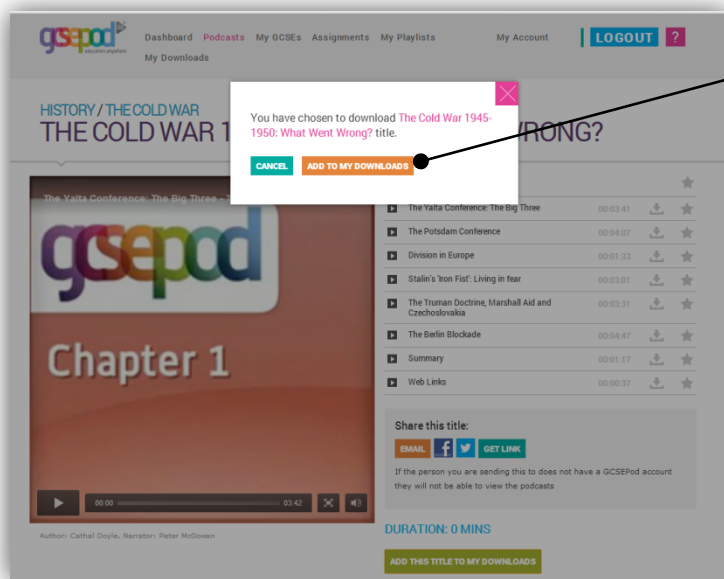 gcsepod
education anywhere
Dashboard Podcasts My GCSEs Assignments My Playlists My Account LOGOUT ?
My Downloads
HISTORY / THE COLD WAR
THE COLD WAR 1 WRONG?
You have chosen to download The Cold War 1945-
1950: What Went Wrong? title.
CANCEL ADD TO MY DOWNLOADS
The Yalta Conference: The Big Three -
gcsepod
Chapter 1
00:00 03:42
Author: Cathal Doyle, Narrator: Peter McGowan
The Yalta Conference: The Big Three 00:03:41
The Potsdam Conference 00:04:07
Division in Europe 00:01:33
Stalin's 'Iron Fist': Living in fear 00:03:01
The Truman Doctrine, Marshall Aid and
Czechoslovakia 00:03:31
The Berlin Blockade 00:04:47
Summary 00:01:17
Web Links 00:00:37
Share this title:
EMAIL f GET LINK
If the person you are sending this to does not have a GCSEPod account
they will not be able to view the podcasts
DURATION: 0 MINS
ADD THIS TITLE TO MY DOWNLOADS